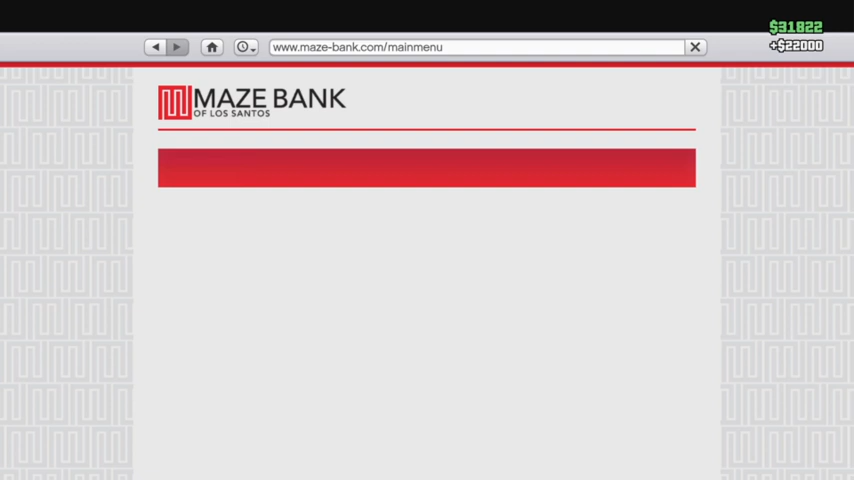 $31822
www.maze-bank.com/mainmenu
+$22000
MAZE BANK
OF LOS SANTOS